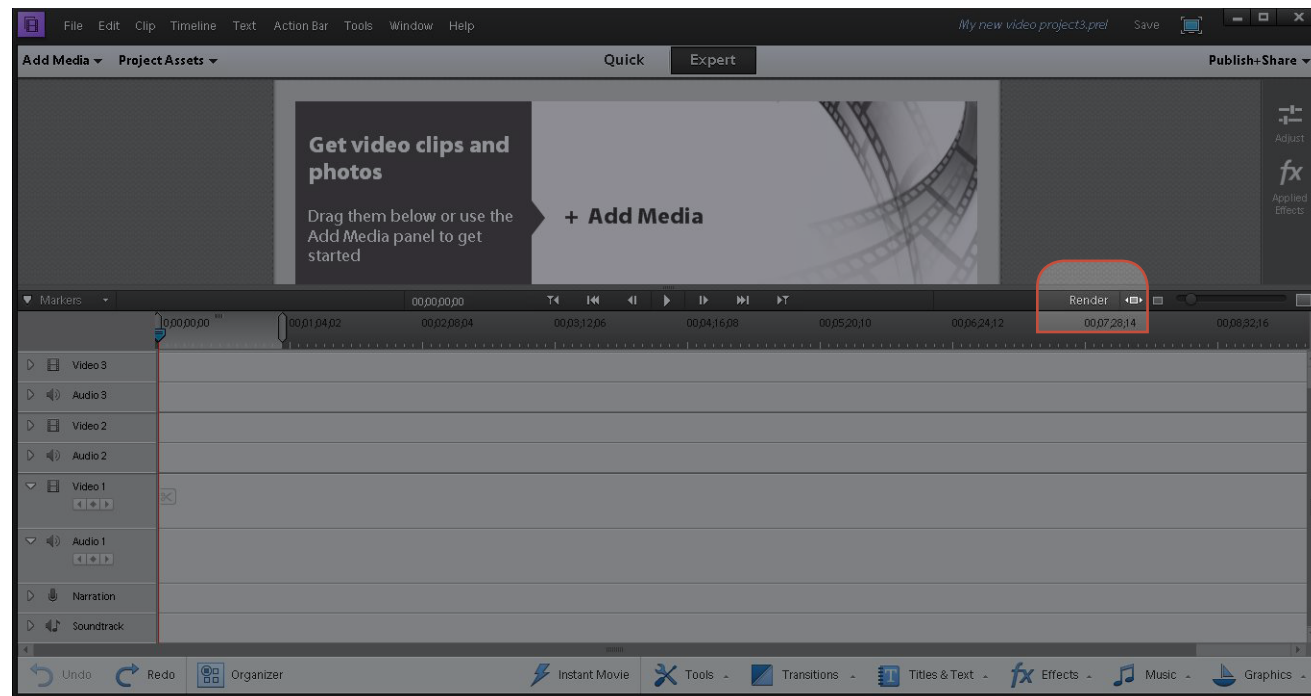 File Edit Clip Timeline Text Action Bar Tools Window Help My new video project3.prel Save
Add Media Project Assets Quick Expert Publish+Share
Get video clips and
photos
Drag them below or use the
Add Media panel to get
started
+ Add Media
Adjust
fx
Applied
Effects
Markers 00;00;00;00 Render
0;00;00;00 00;01;04;02 00;02;08;04 00;03;12;06 00;04;16;08 00;05;20;10 00;06;24;12 00;07;28;14 00;08;32;16
Video 3
Audio 3
Video 2
Audio 2
Video 1
Audio 1
Narration
Soundtrack
Undo Redo Organizer Instant Movie Tools Transitions T Titles & Text fx Effects Music Graphics